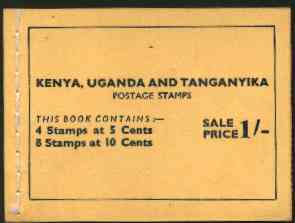 KENYA, UGANDA AND TANGANYIKA
POSTAGE STAMPS
THIS BOOK CONTAINS :—
4 Stamps at 5 Cents
8 Stamps at 10 Cents
SALE PRICE 1/-